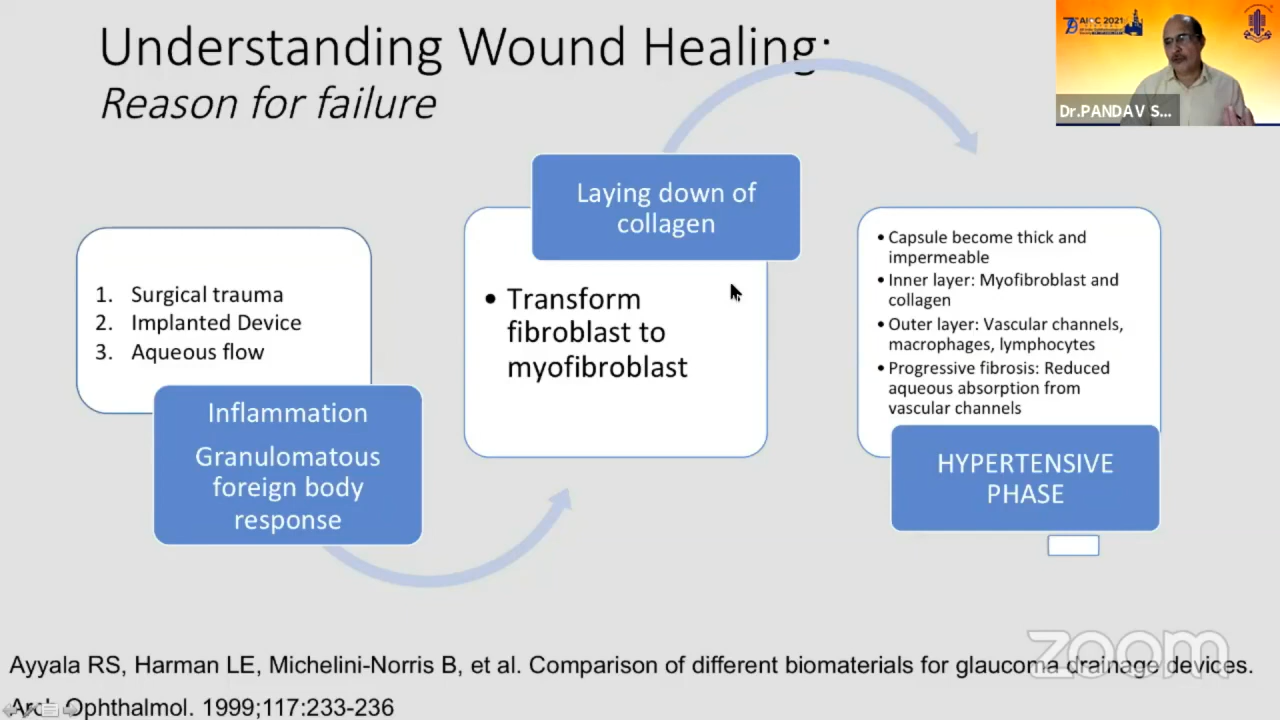 Understanding Wound Healing:
Reason for failure
AIOC 2021
Dr.PANDAV S...
1. Surgical trauma
2. Implanted Device
3. Aqueous flow
Inflammation
Granulomatous
foreign body
response
Laying down of
collagen
• Transform
fibroblast to
myofibroblast
• Capsule become thick and
impermeable
• Inner layer: Myofibroblast and
collagen
• Outer layer: Vascular channels,
macrophages, lymphocytes
• Progressive fibrosis: Reduced
aqueous absorption from
vascular channels
HYPERTENSIVE
PHASE
zoom
Ayyala RS, Harman LE, Michelini-Norris B, et al. Comparison of different biomaterials for glaucoma drainage devices.
Arch Ophthalmol. 1999;117:233-236